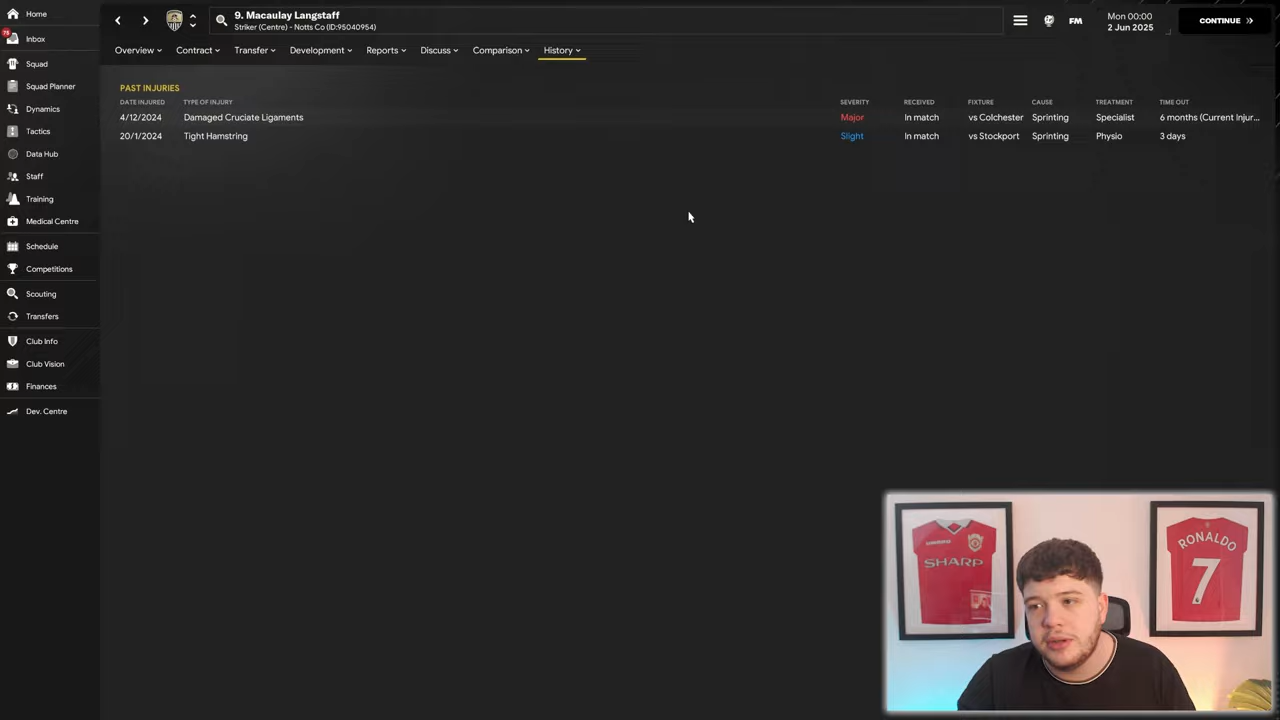 Home
Inbox
75
Squad
Squad Planner
Dynamics
Tactics
Data Hub
Staff
Training
Medical Centre
Schedule
Competitions
Scouting
Transfers
Club Info
Club Vision
Finances
Dev. Centre
9. Macaulay Langstaff
Striker (Centre) - Notts Co (ID:95040954)
FM
Mon 00:00
2 Jun 2025
CONTINUE
Overview Contract Transfer Development Reports Discuss Comparison History
PAST INJURIES
DATE INJURED TYPE OF INJURY SEVERITY RECEIVED FIXTURE CAUSE TREATMENT TIME OUT
4/12/2024 Damaged Cruciate Ligaments Major In match vs Colchester Sprinting Specialist 6 months (Current Injur...
20/1/2024 Tight Hamstring Slight In match vs Stockport Sprinting Physio 3 days
SHARP
RONALDO
7